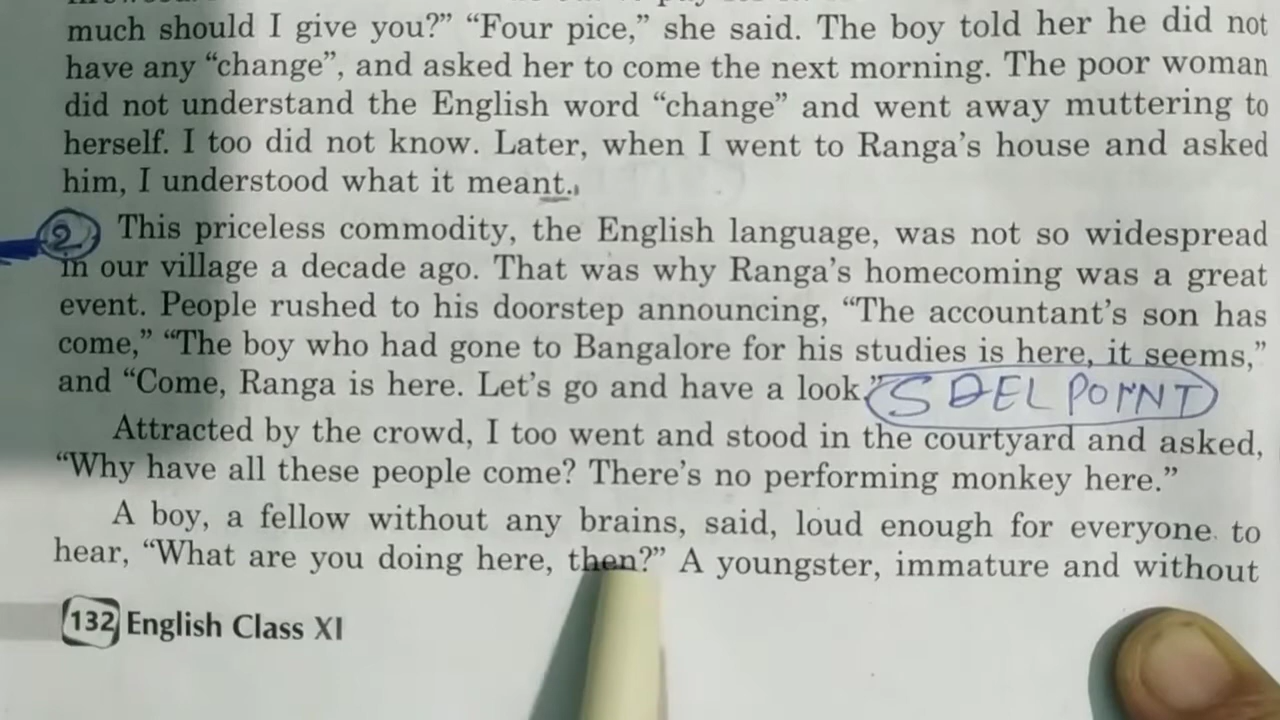 much should I give you?” “Four pice,” she said. The boy told her he did not
have any “change”, and asked her to come the next morning. The poor woman
did not understand the English word “change” and went away muttering to
herself. I too did not know. Later, when I went to Ranga’s house and asked
him, I understood what it meant.
2 This priceless commodity, the English language, was not so widespread
in our village a decade ago. That was why Ranga’s homecoming was a great
event. People rushed to his doorstep announcing, “The accountant’s son has
come,” “The boy who had gone to Bangalore for his studies is here, it seems,”
and “Come, Ranga is here. Let’s go and have a look.”
Attracted by the crowd, I too went and stood in the courtyard and asked,
“Why have all these people come? There’s no performing monkey here.”
A boy, a fellow without any brains, said, loud enough for everyone to
hear, “What are you doing here, then?” A youngster, immature and without
132 English Class XI